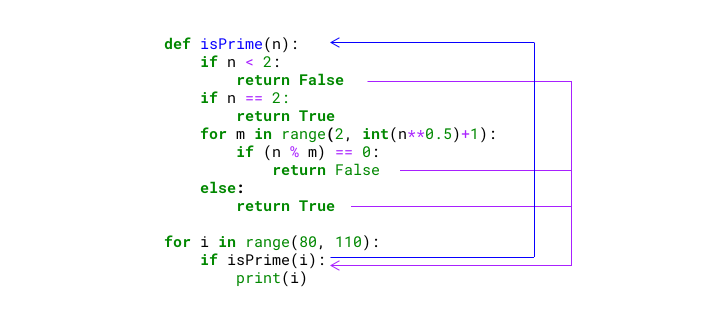 def isPrime(n):
    if n < 2:
        return False
    if n == 2:
        return True
    for m in range(2, int(n**0.5)+1):
        if (n % m) == 0:
            return False
    else:
        return True

for i in range(80, 110):
    if isPrime(i):
        print(i)